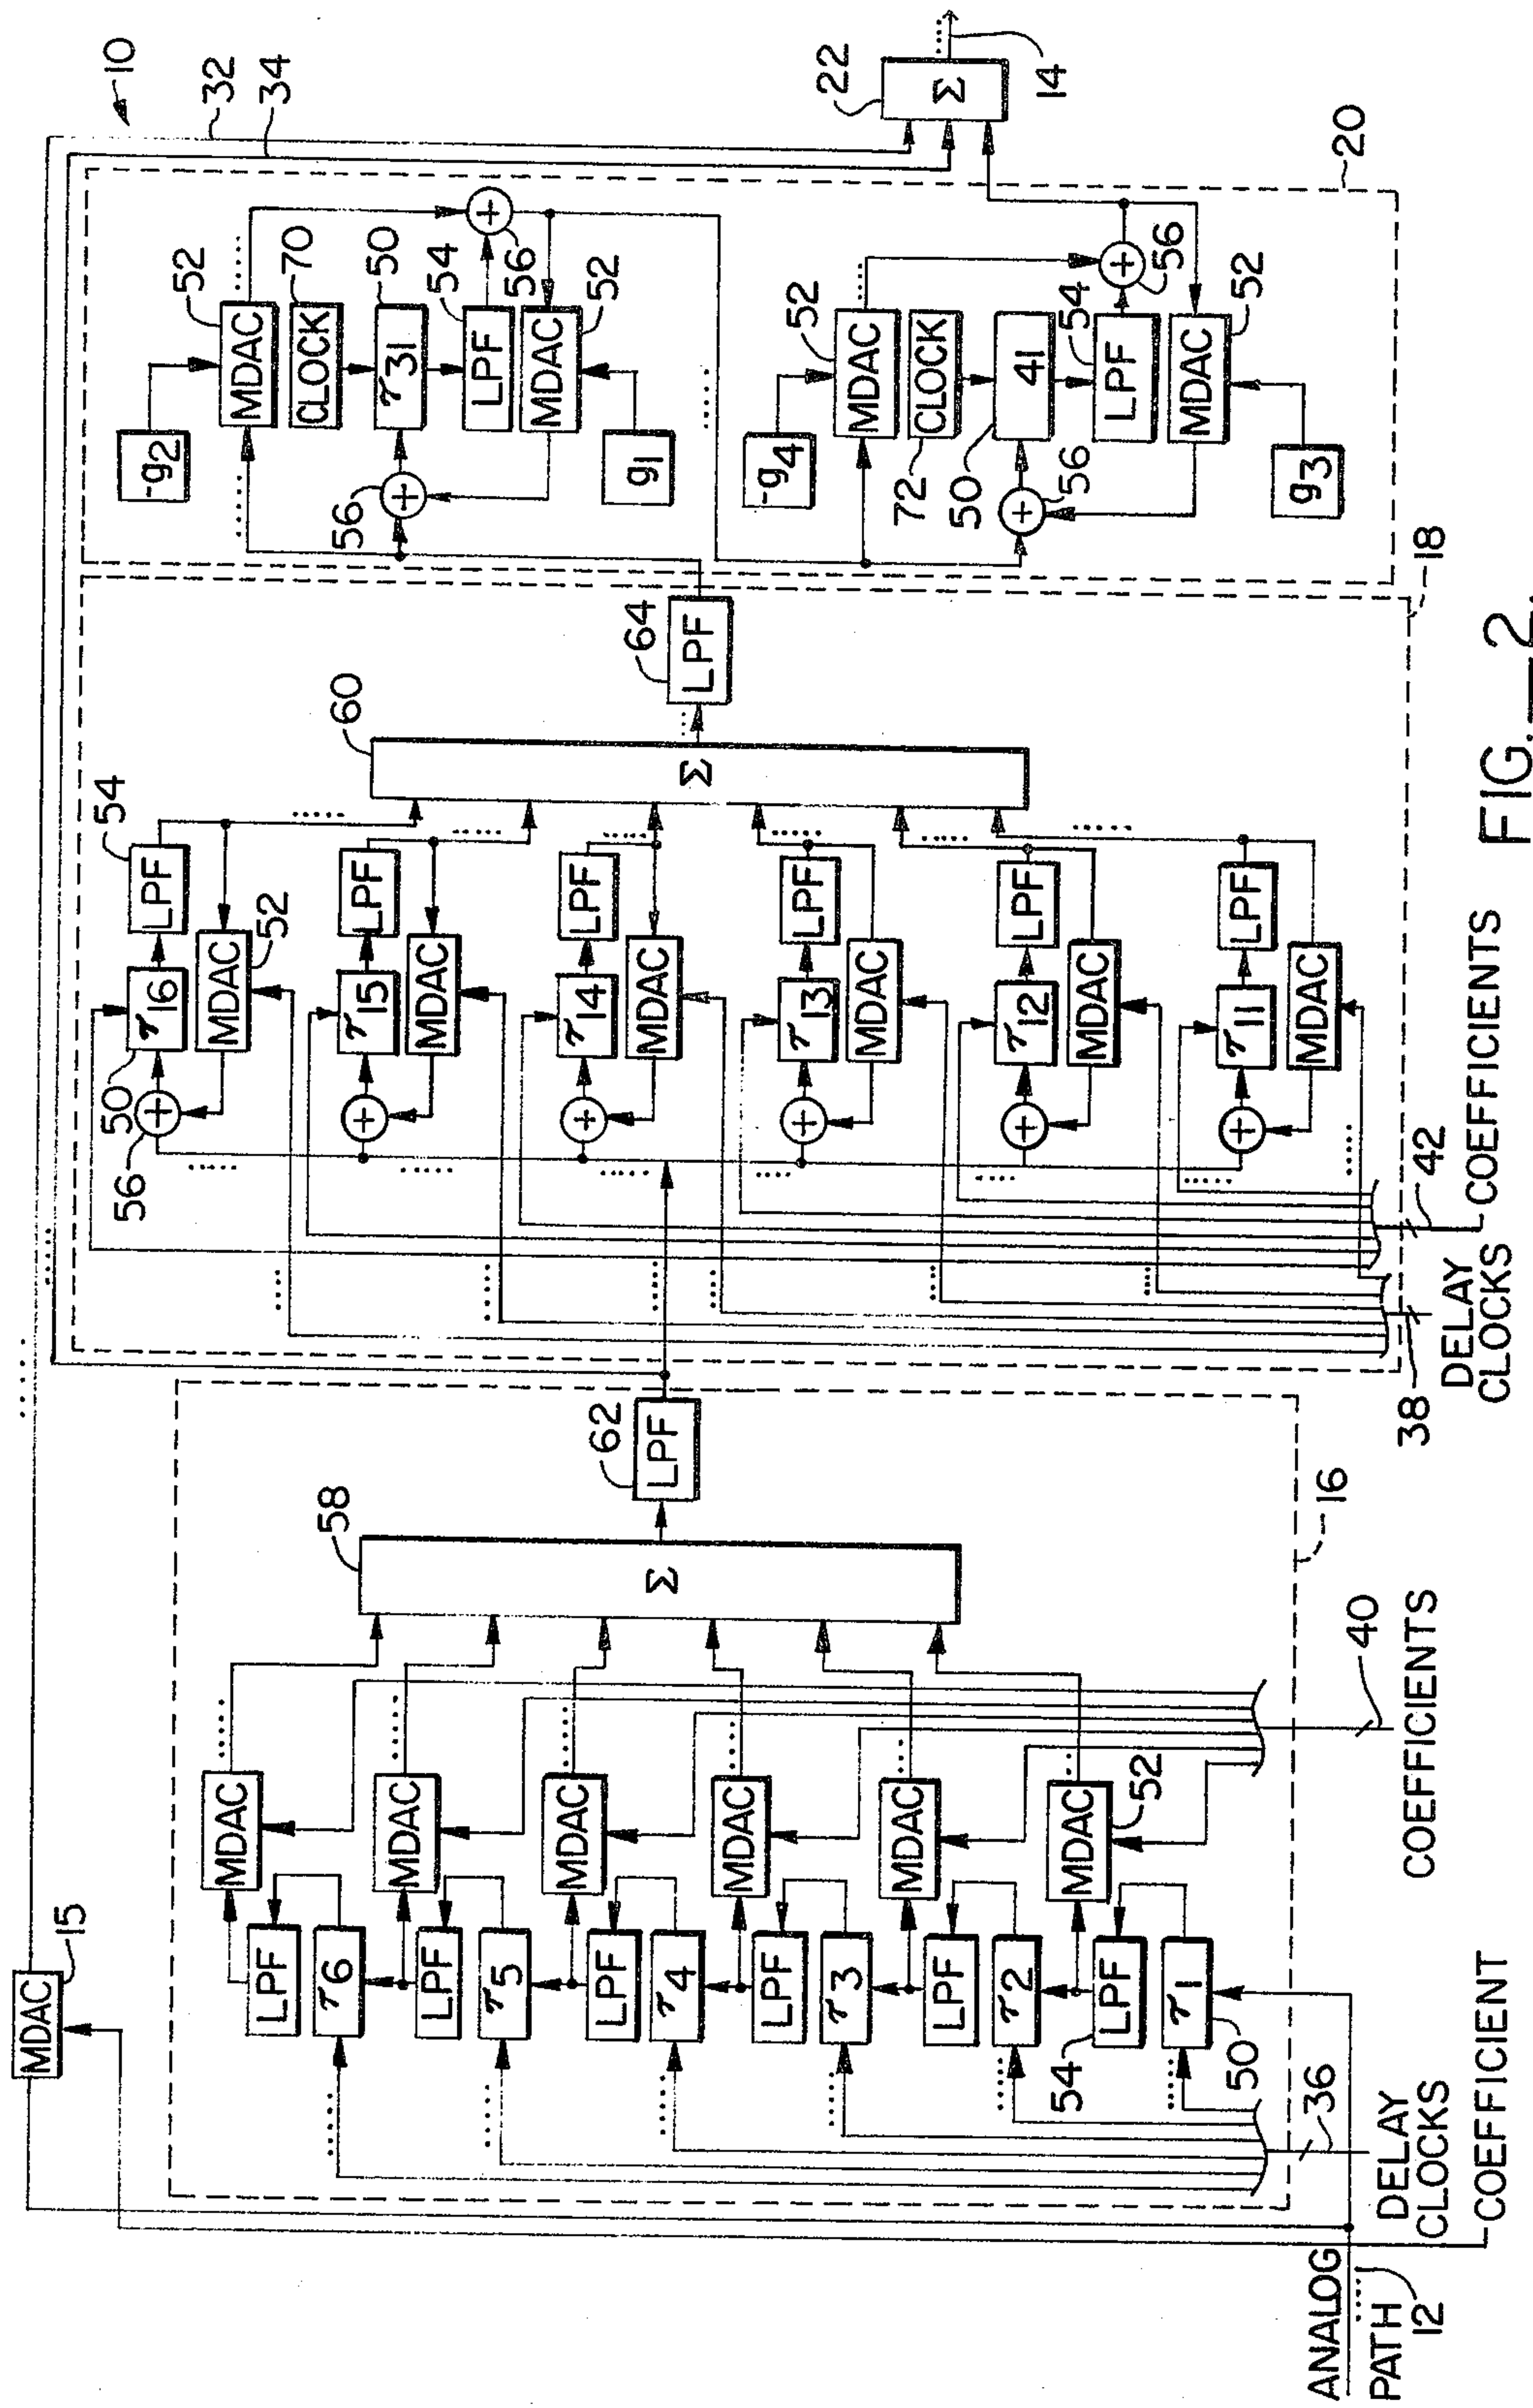 10
32
34
22
Σ
14
20
15
MDAC
52
MDAC
-g2
70
CLOCK
50
τ31
54
LPF
56
+
56
+
52
MDAC
g1
52
MDAC
-g4
72
CLOCK
50
41
54
LPF
56
+
56
+
52
MDAC
g3
18
64
LPF
60
Σ
54
LPF
50
τ16
56
+
52
MDAC
LPF
τ15
+
MDAC
LPF
τ14
+
MDAC
LPF
τ13
+
MDAC
LPF
τ12
+
MDAC
LPF
τ11
+
MDAC
42
COEFFICIENTS
38
DELAY
CLOCKS
62
LPF
58
Σ
16
MDAC
LPF
τ6
MDAC
LPF
τ5
MDAC
LPF
τ4
MDAC
LPF
τ3
MDAC
LPF
τ2
52
MDAC
54
LPF
50
τ1
40
COEFFICIENTS
36
DELAY
CLOCKS
COEFFICIENT
ANALOG
PATH
12
FIG.—2.